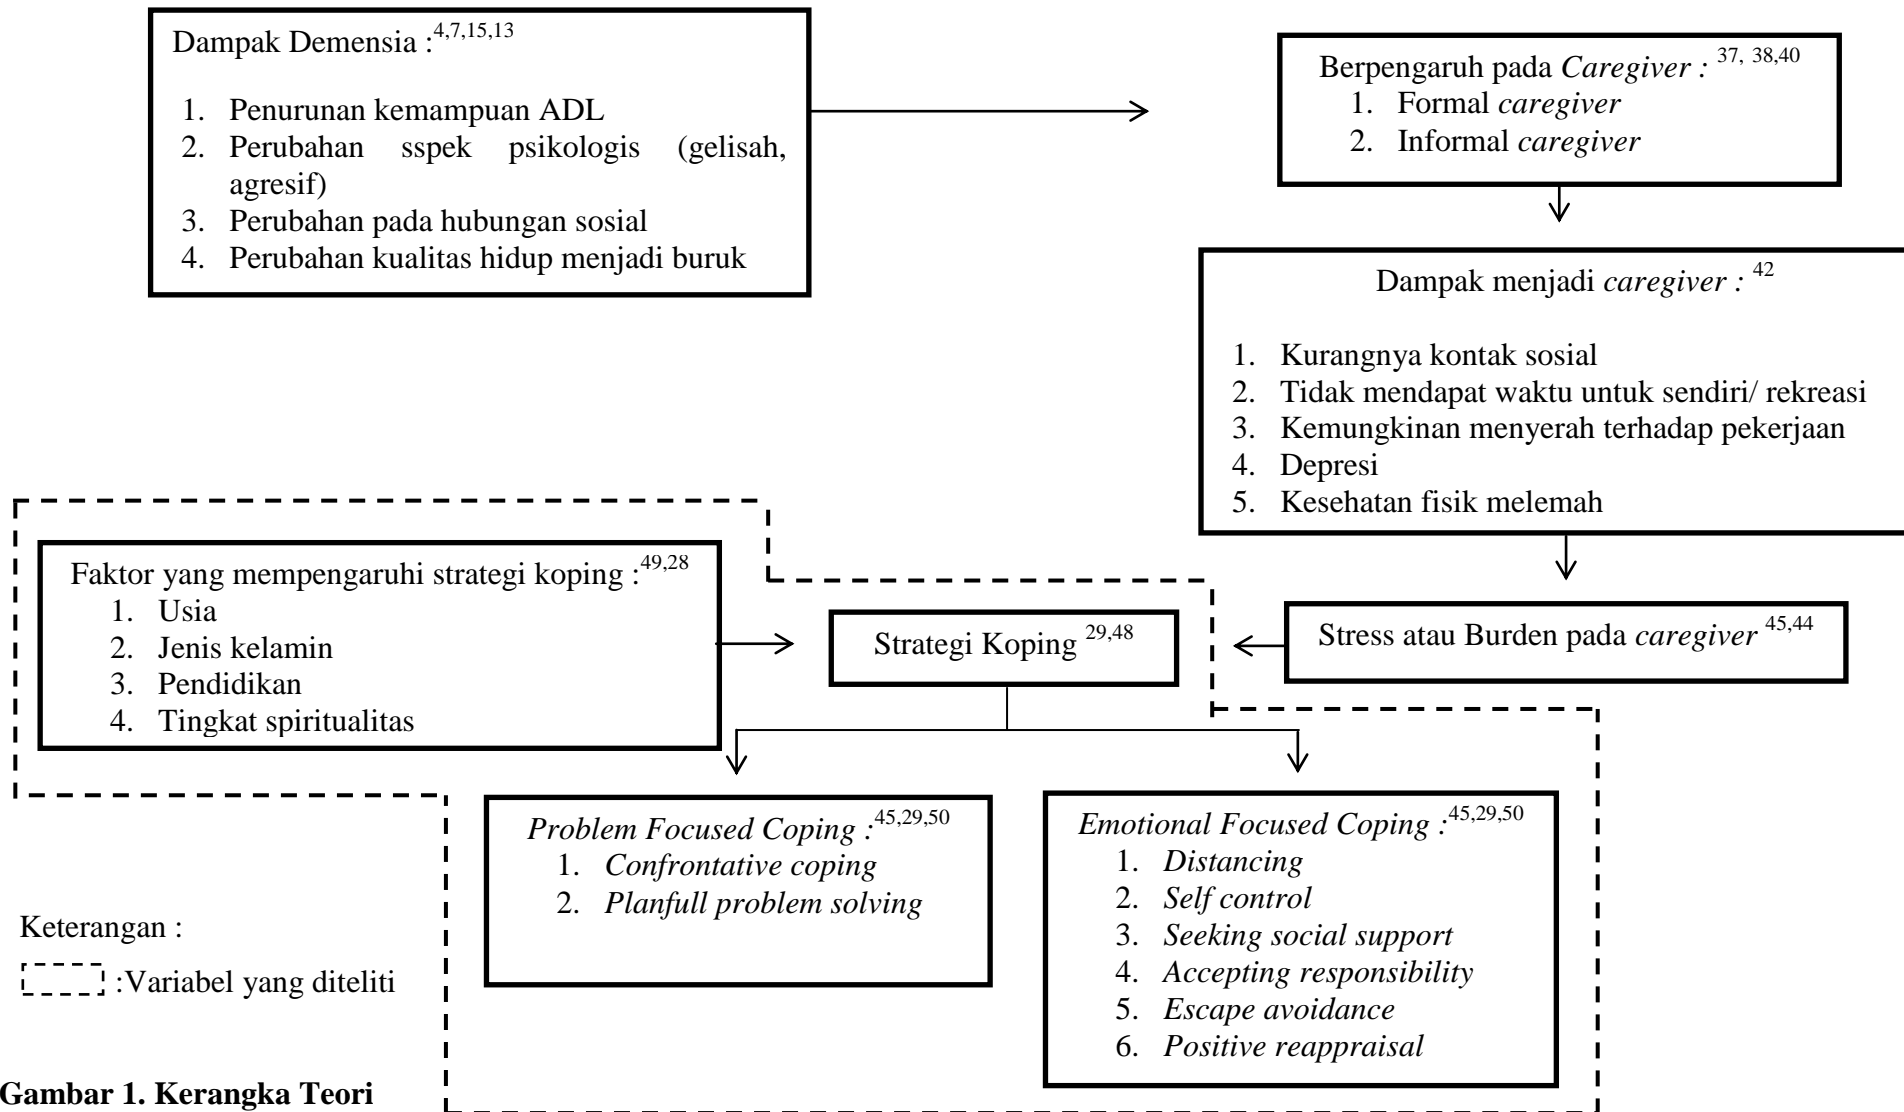 Dampak Demensia :4,7,15,13
1. Penurunan kemampuan ADL
2. Perubahan sspek psikologis (gelisah,
agresif)
3. Perubahan pada hubungan sosial
4. Perubahan kualitas hidup menjadi buruk
Berpengaruh pada Caregiver : 37, 38,40
1. Formal caregiver
2. Informal caregiver
Dampak menjadi caregiver : 42
1. Kurangnya kontak sosial
2. Tidak mendapat waktu untuk sendiri/ rekreasi
3. Kemungkinan menyerah terhadap pekerjaan
4. Depresi
5. Kesehatan fisik melemah
Faktor yang mempengaruhi strategi koping :49,28
1. Usia
2. Jenis kelamin
3. Pendidikan
4. Tingkat spiritualitas
Strategi Koping 29,48
Stress atau Burden pada caregiver 45,44
Problem Focused Coping :45,29,50
1. Confrontative coping
2. Planfull problem solving
Emotional Focused Coping :45,29,50
1. Distancing
2. Self control
3. Seeking social support
4. Accepting responsibility
5. Escape avoidance
6. Positive reappraisal
Keterangan :
:Variabel yang diteliti
Gambar 1. Kerangka Teori